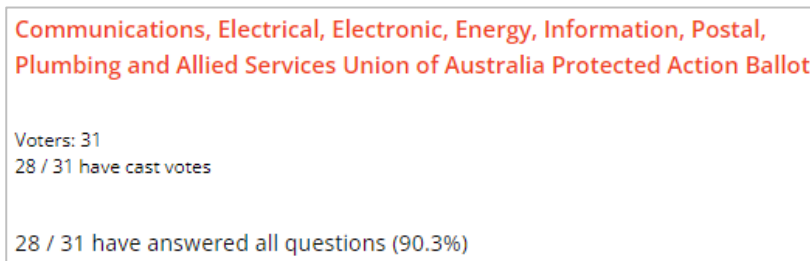 Communications, Electrical, Electronic, Energy, Information, Postal,
Plumbing and Allied Services Union of Australia Protected Action Ballot
Voters: 31
28 / 31 have cast votes
28 / 31 have answered all questions (90.3%)